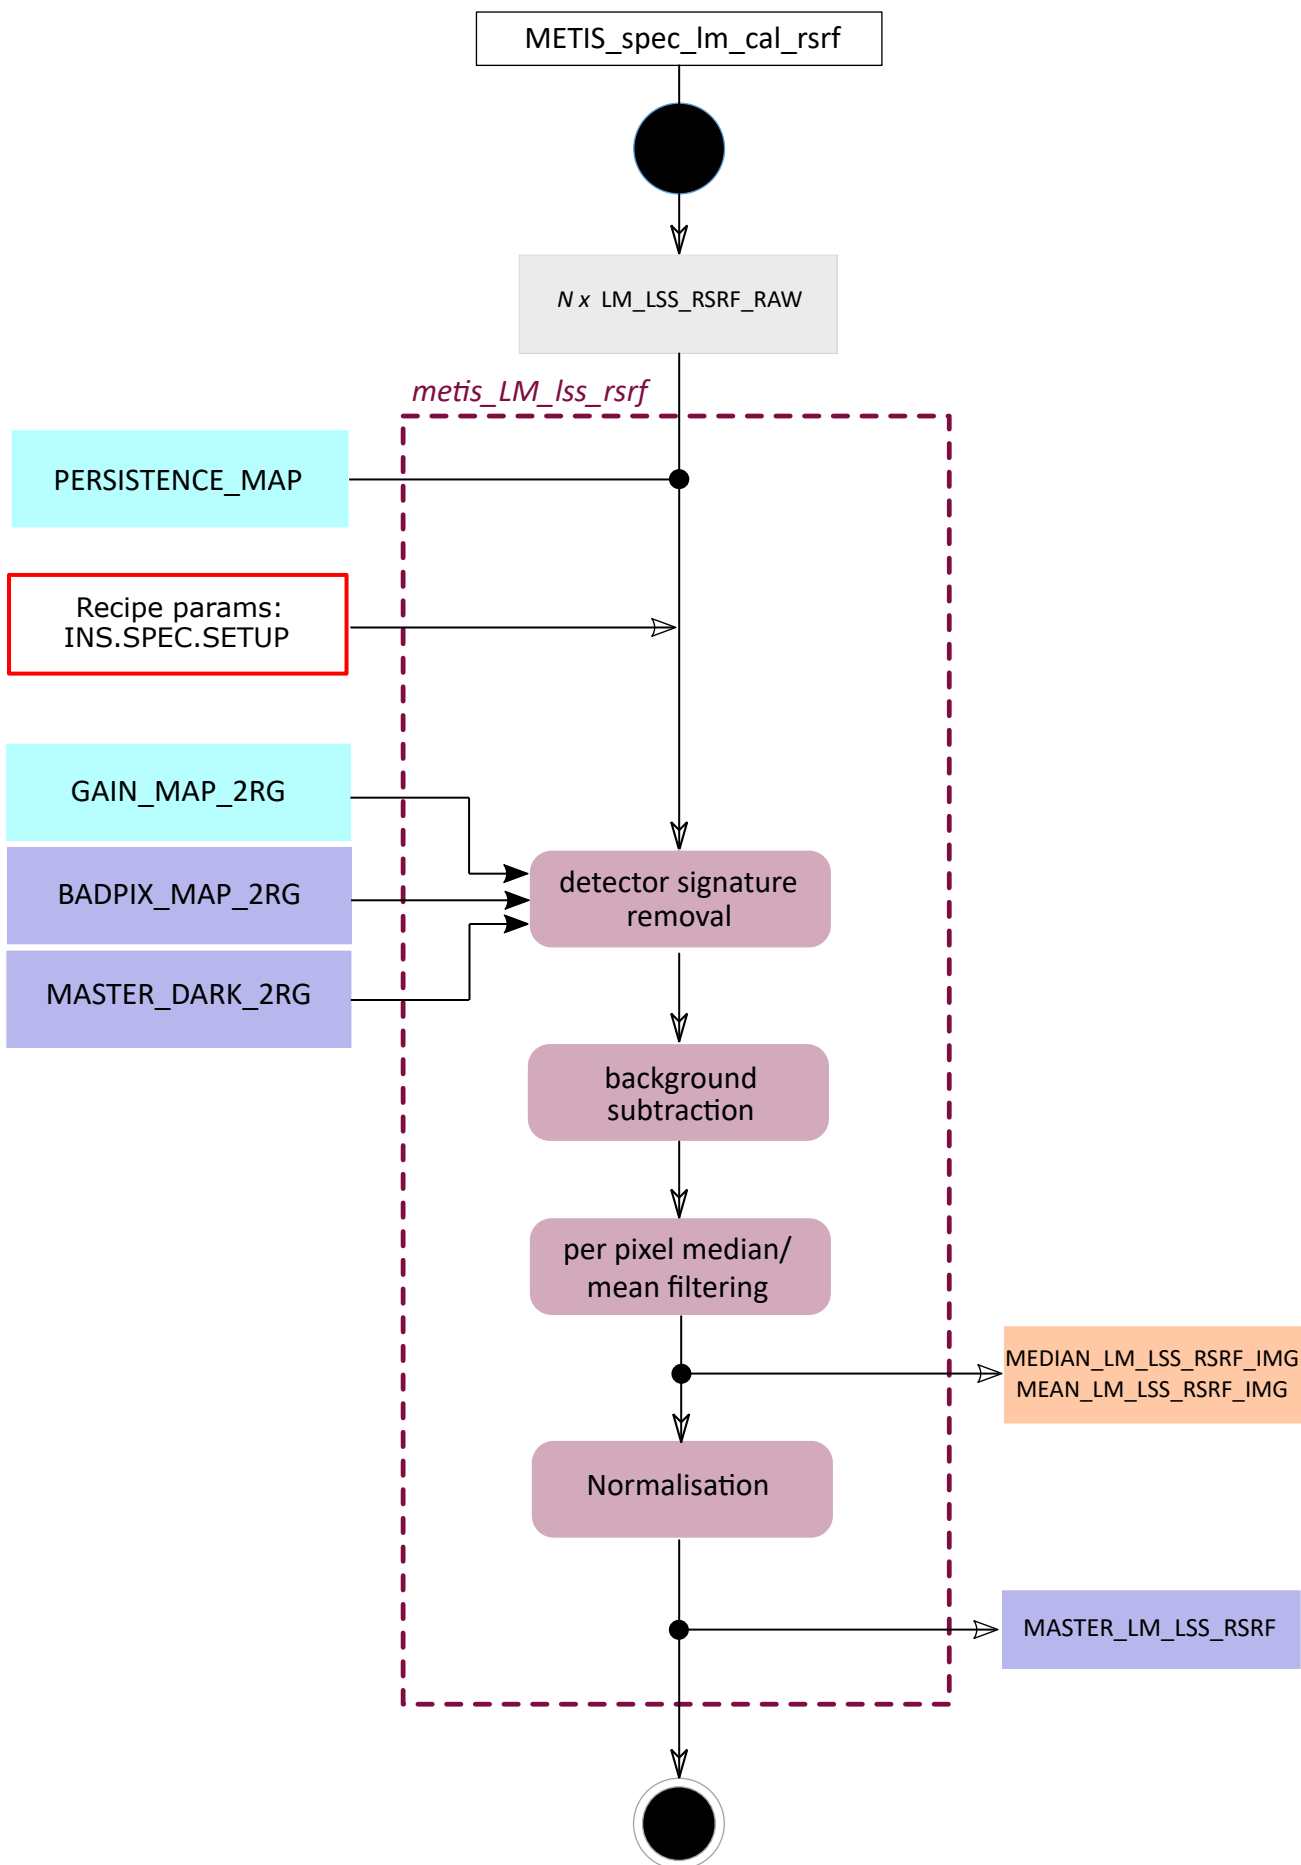 METIS_spec_lm_cal_rsrf
N x LM_LSS_RSRF_RAW
metis_LM_lss_rsrf
PERSISTENCE_MAP
Recipe params:
INS.SPEC.SETUP
GAIN_MAP_2RG
BADPIX_MAP_2RG
MASTER_DARK_2RG
detector signature
removal
background
subtraction
per pixel median/
mean filtering
MEDIAN_LM_LSS_RSRF_IMG
MEAN_LM_LSS_RSRF_IMG
Normalisation
MASTER_LM_LSS_RSRF